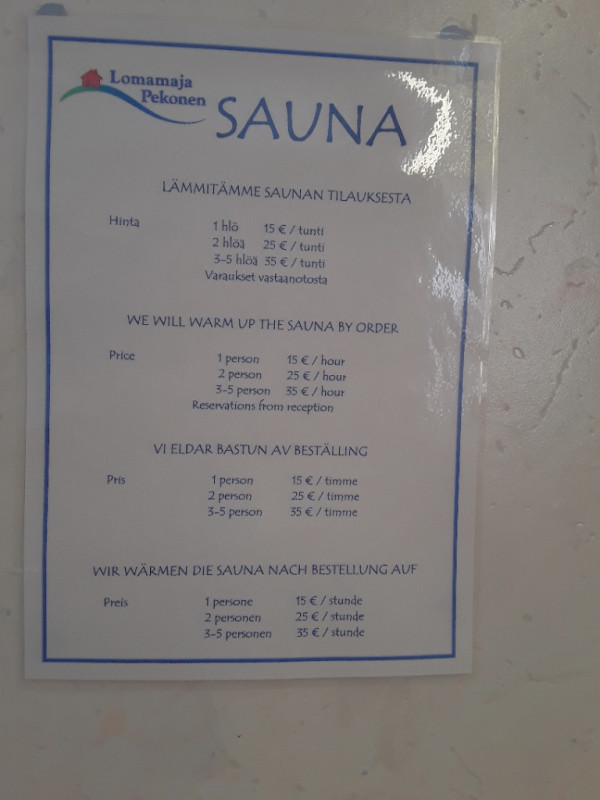 Lomamaja
Pekonen
SAUNA
LÄMMITÄMME SAUNAN TILAUKSESTA
Hinta 1 hlö 15 € / tunti
2 hlöä 25 € / tunti
3-5 hlöä 35 € / tunti
Varaukset vastaanotosta
WE WILL WARM UP THE SAUNA BY ORDER
Price 1 person 15 € / hour
2 person 25 € / hour
3-5 person 35 € / hour
Reservations from reception
VI ELDAR BASTUN AV BESTÄLLING
Pris 1 person 15 € / timme
2 person 25 € / timme
3-5 person 35 € / timme
WIR WÄRMEN DIE SAUNA NACH BESTELLUNG AUF
Preis 1 persone 15 € / stunde
2 personen 25 € / stunde
3-5 personen 35 € / stunde